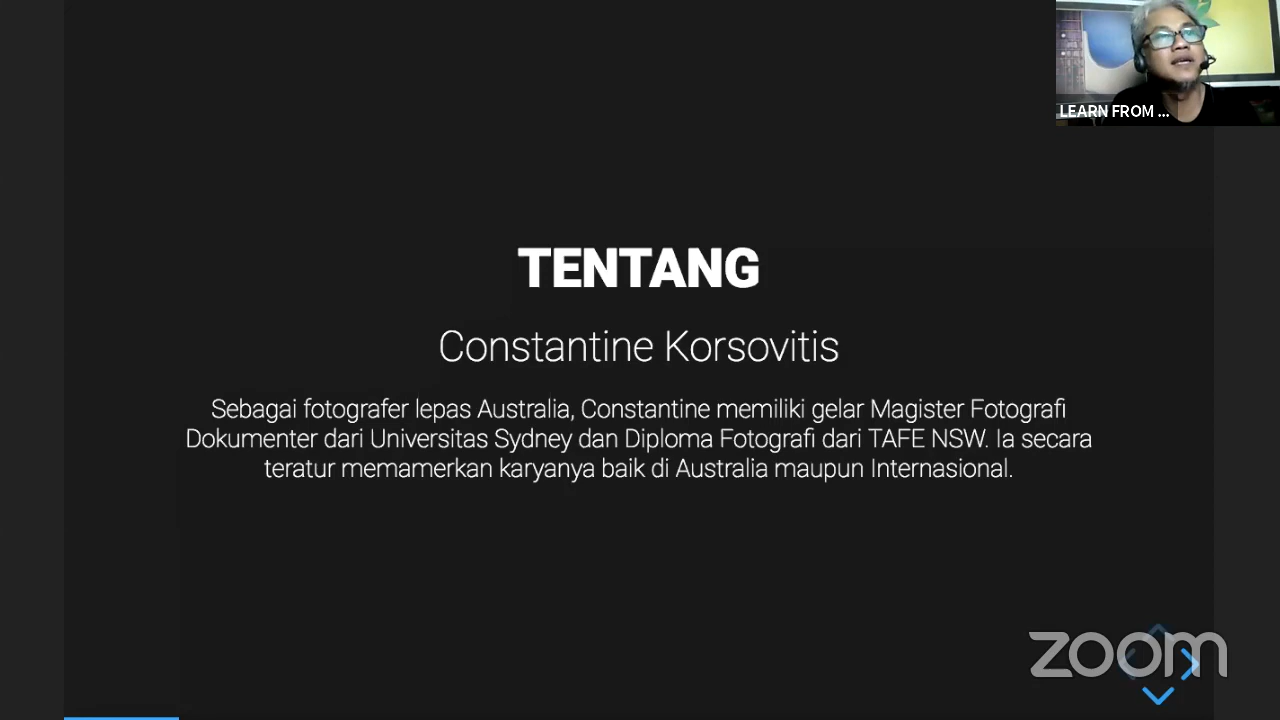 LEARN FROM ...
TENTANG
Constantine Korsovitis
Sebagai fotografer lepas Australia, Constantine memiliki gelar Magister Fotografi
Dokumenter dari Universitas Sydney dan Diploma Fotografi dari TAFE NSW. Ia secara
teratur memamerkan karyanya baik di Australia maupun Internasional.
zoom